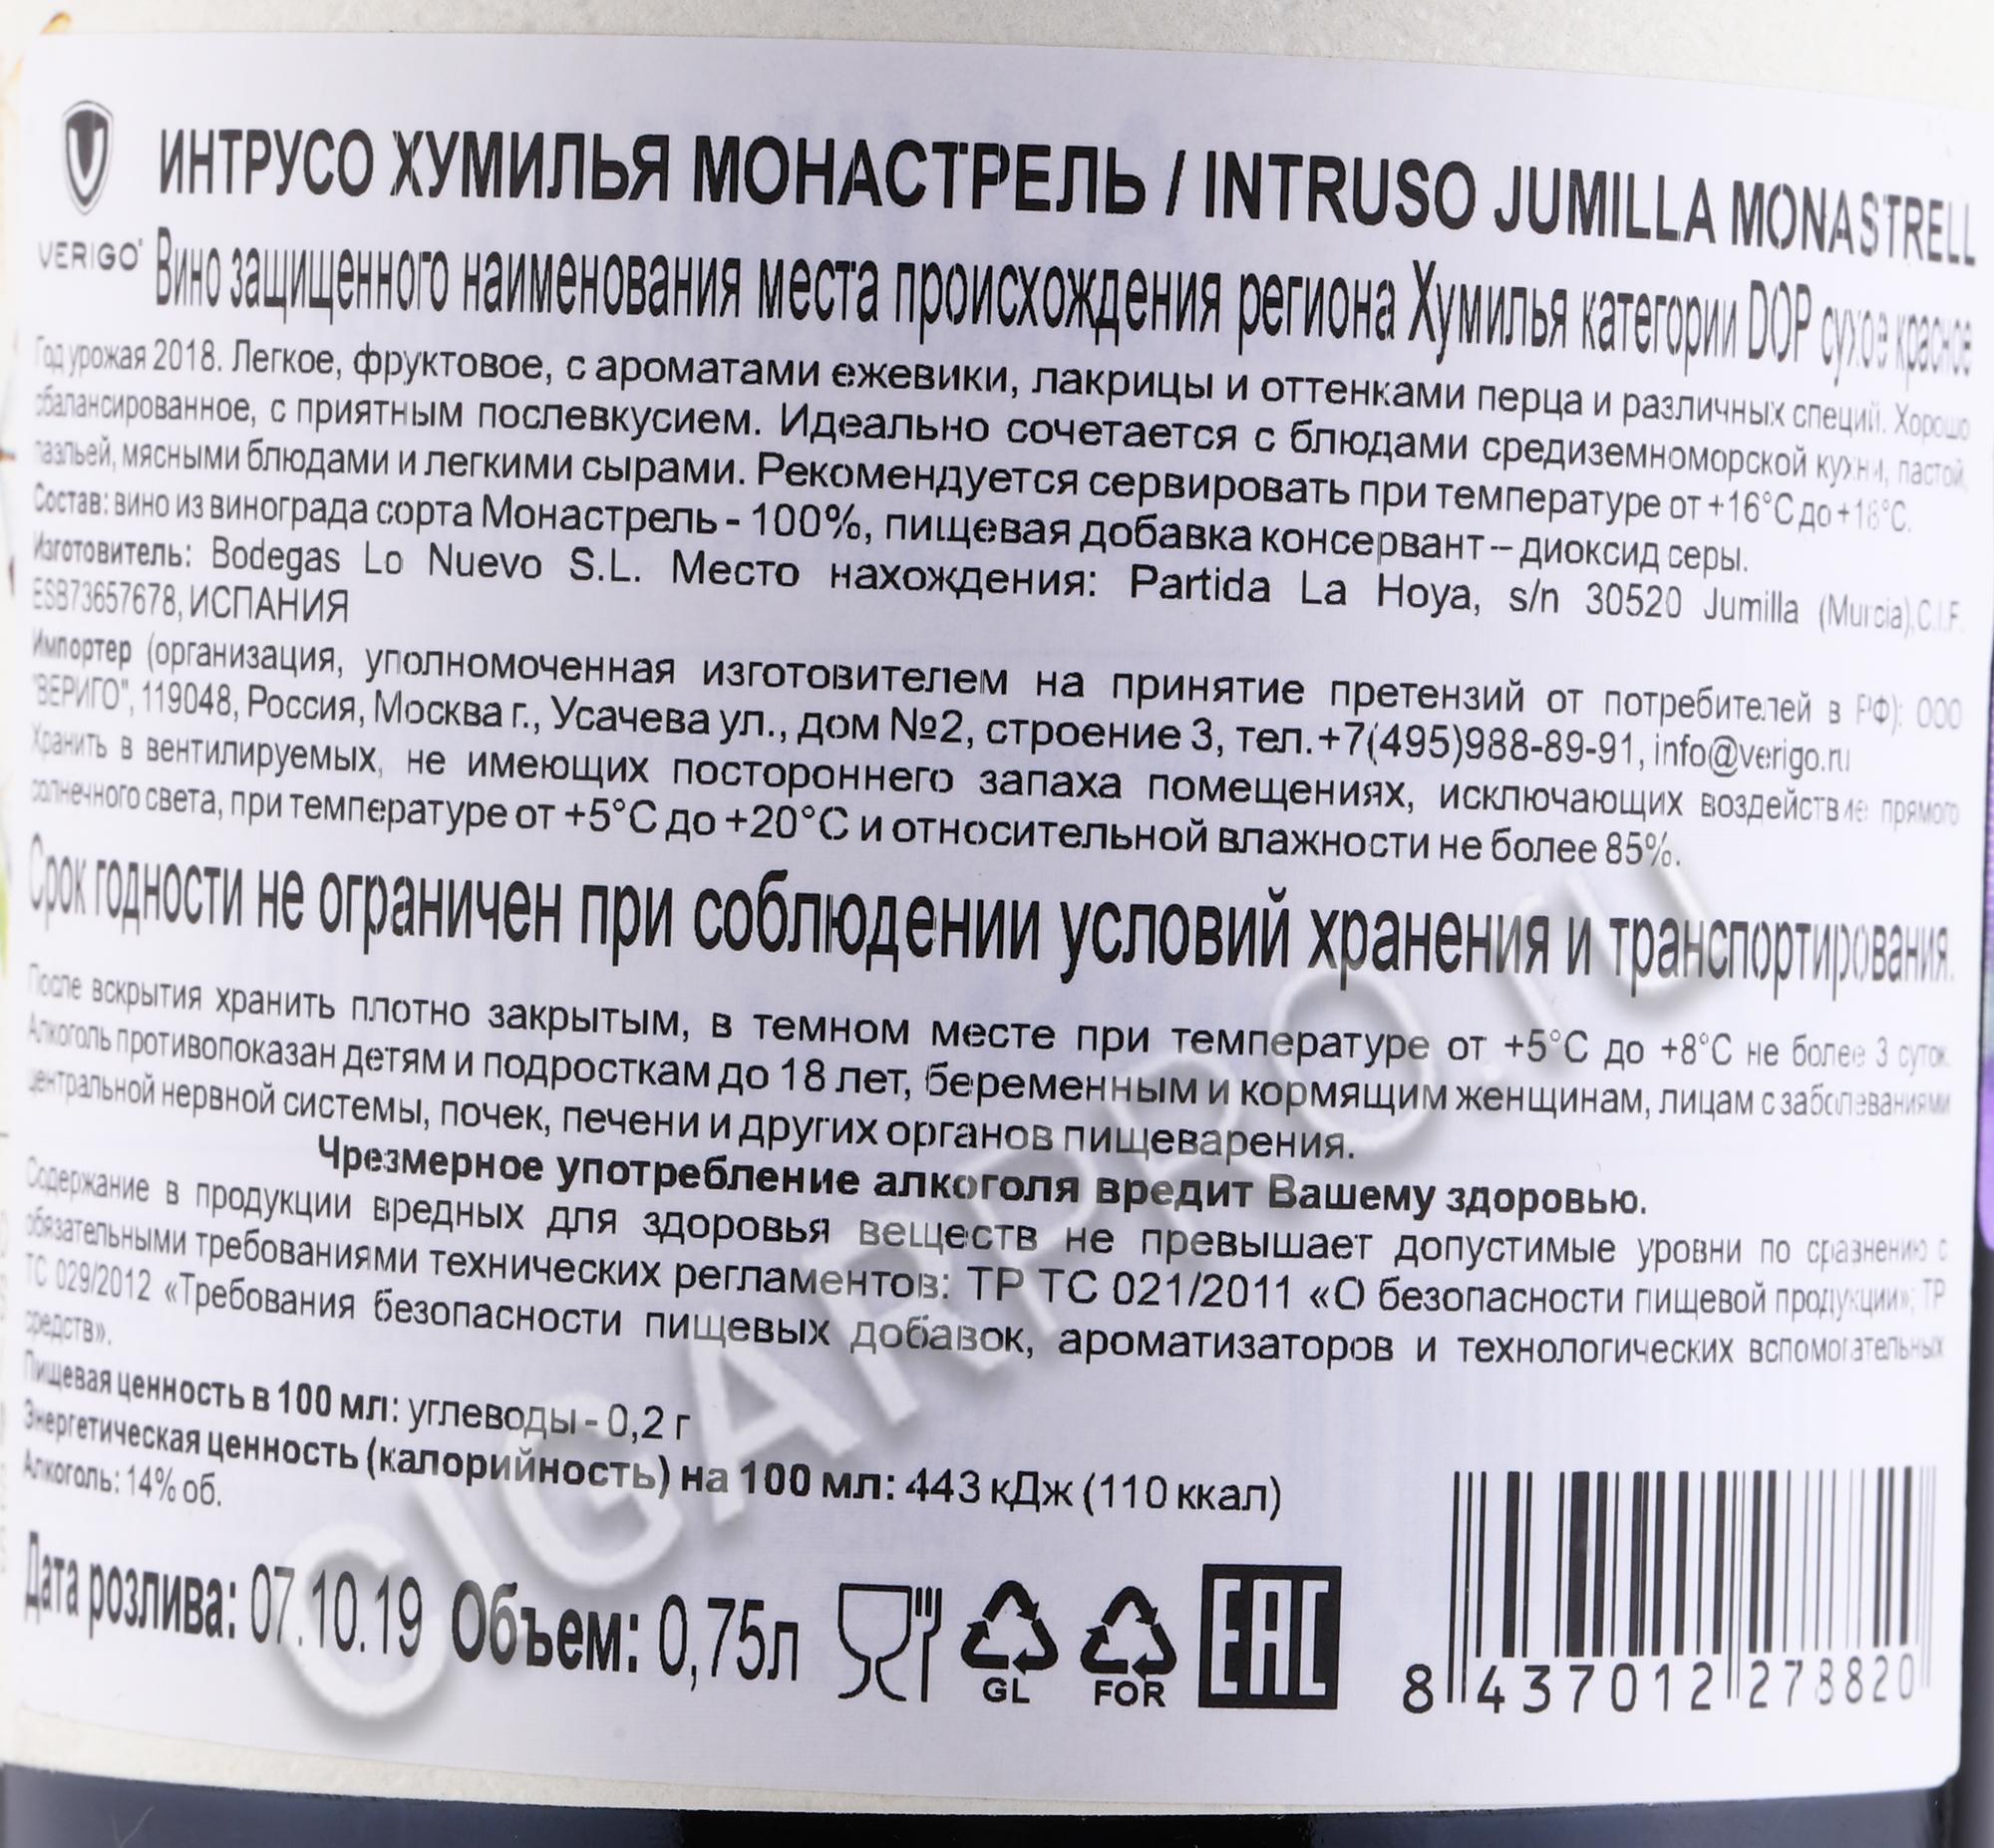 ИНТРУСО ХУМИЛЬЯ МОНАСТРЕЛЬ / INTRUSO JUMILLA MONASTRELL
VERIGO
Вино защищенного наименования места происхождения региона Хумилья категории DOP сухое красное
Год урожая 2018. Легкое, фруктовое, с ароматами ежевики, лакрицы и оттенками перца и различных специй. Хорошо
сбалансированное, с приятным послевкусием. Идеально сочетается с блюдами средиземноморской кухни, пастой,
паэльей, мясными блюдами и легкими сырами. Рекомендуется сервировать при температуре от +16°C до +18°C.
Состав: вино из винограда сорта Монастрель - 100%, пищевая добавка консервант – диоксид серы.
Изготовитель: Bodegas Lo Nuevo S.L. Место нахождения: Partida La Hoya, s/n 30520 Jumilla (Murcia),C.I.F.
ESB73657678, ИСПАНИЯ
Импортер (организация, уполномоченная изготовителем на принятие претензий от потребителей в РФ): ООО
"ВЕРИГО", 119048, Россия, Москва г., Усачева ул., дом №2, строение 3, тел.+7(495)988-89-91, info@verigo.ru
Хранить в вентилируемых, не имеющих постороннего запаха помещениях, исключающих воздействие прямого
солнечного света, при температуре от +5°C до +20°C и относительной влажности не более 85%.
Срок годности не ограничен при соблюдении условий хранения и транспортирования.
После вскрытия хранить плотно закрытым, в темном месте при температуре от +5°C до +8°C не более 3 суток.
Алкоголь противопоказан детям и подросткам до 18 лет, беременным и кормящим женщинам, лицам с заболеваниями
центральной нервной системы, почек, печени и других органов пищеварения.
Чрезмерное употребление алкоголя вредит Вашему здоровью.
Содержание в продукции вредных для здоровья веществ не превышает допустимые уровни по сравнению с
обязательными требованиями технических регламентов: ТР ТС 021/2011 «О безопасности пищевой продукции»; ТР
ТС 029/2012 «Требования безопасности пищевых добавок, ароматизаторов и технологических вспомогательных
средств».
Пищевая ценность в 100 мл: углеводы - 0,2 г
Энергетическая ценность (калорийность) на 100 мл: 443 кДж (110 ккал)
Алкоголь: 14% об.
Дата розлива: 07.10.19 Объем: 0,75л
GL
FOR
EAC
8 437012 278820
CIGARPRO.ru